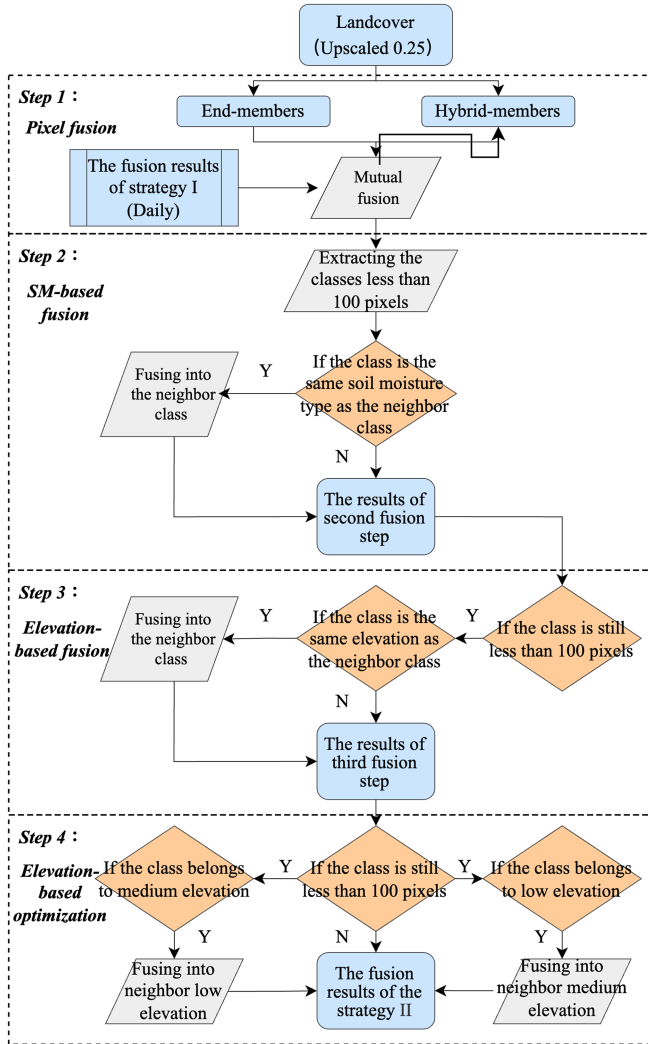 Landcover
(Upscaled 0.25)
Step 1：
Pixel fusion
End-members
Hybrid-members
The fusion results
of strategy I
(Daily)
Mutual
fusion
Step 2：
SM-based
fusion
Extracting the
classes less than
100 pixels
If the class is the
same soil moisture
type as the neighbor
class
Y
Fusing into
the neighbor
class
N
The results of
second fusion
step
Step 3：
Elevation-
based fusion
If the class is still
less than 100 pixels
Y
If the class is the
same elevation as
the neighbor class
Y
Fusing into
the neighbor
class
N
The results of
third fusion
step
Step 4：
Elevation-
based
optimization
If the class belongs
to medium elevation
Y
If the class is still
less than 100 pixels
Y
If the class belongs
to low elevation
Y
N
Y
Fusing into
neighbor low
elevation
The fusion
results of the
strategy II
Fusing into
neighbor medium
elevation